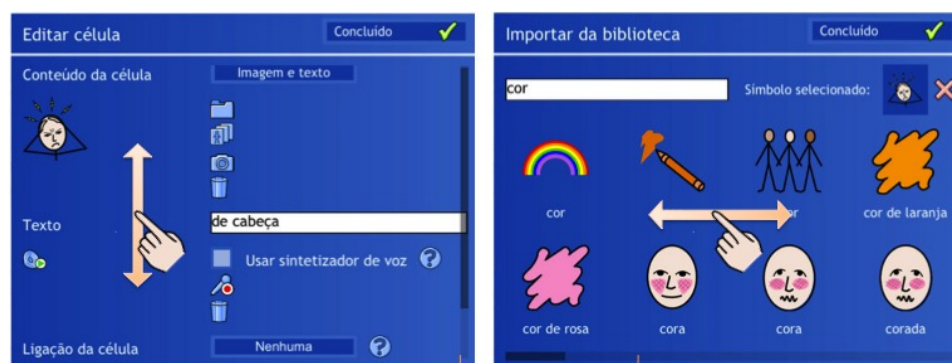 Editar célula
Concluído
Conteúdo da célula
Imagem e texto
Texto
de cabeça
Usar sintetizador de voz
Ligação da célula
Nenhuma
Importar da biblioteca
Concluído
cor
Símbolo selecionado:
cor
cor de laranja
cor de rosa
cora
cora
corada